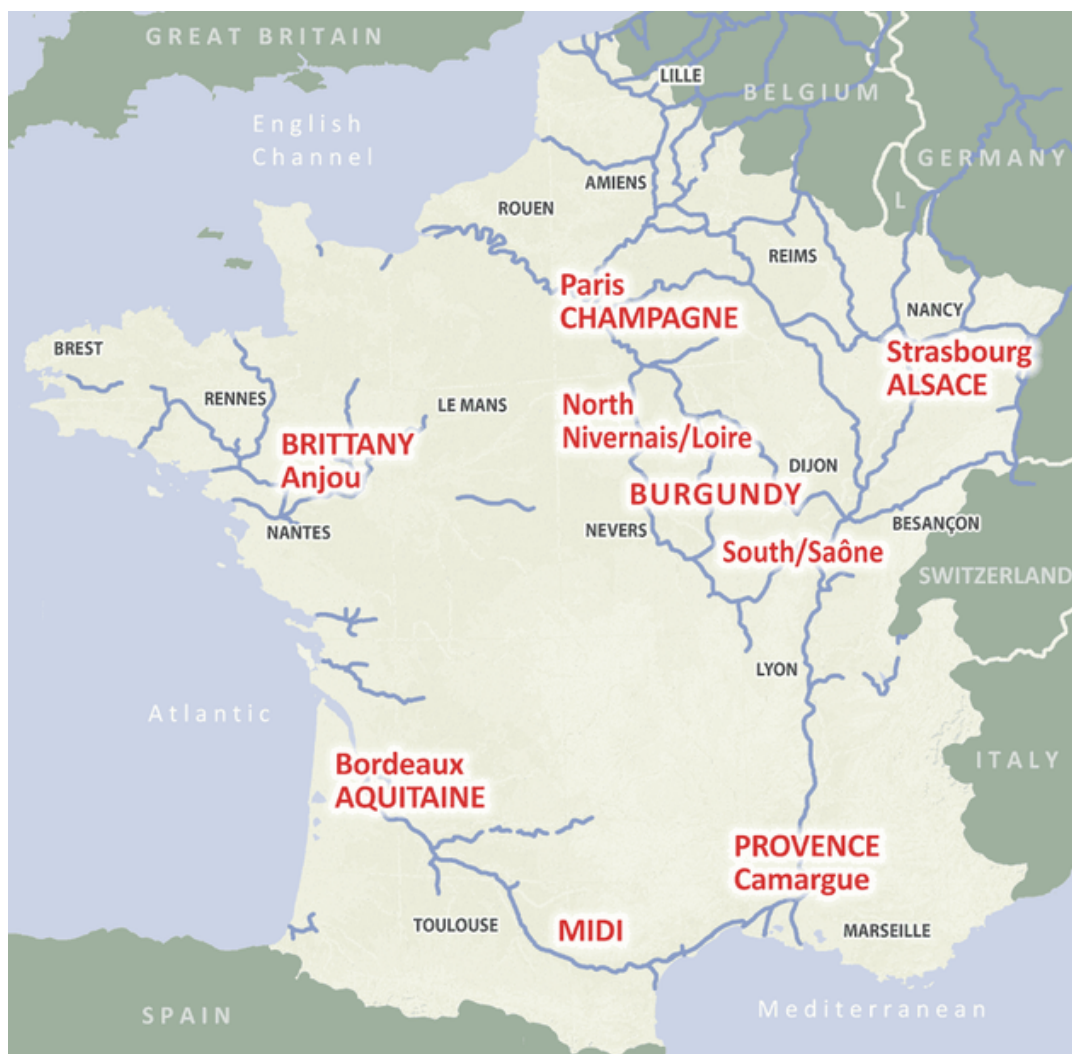 GREAT BRITAIN
LILLE
BELGIUM
English
Channel
GERMANY
AMIENS
L
ROUEN
REIMS
Paris
CHAMPAGNE
NANCY
BREST
Strasbourg
ALSACE
RENNES
LE MANS
North
Nivernais/Loire
BRITTANY
Anjou
DIJON
BURGUNDY
NANTES
NEVERS
BESANÇON
South/Saône
SWITZERLAND
LYON
Atlantic
ITALY
Bordeaux
AQUITAINE
PROVENCE
Camargue
TOULOUSE
MIDI
MARSEILLE
SPAIN
Mediterranean